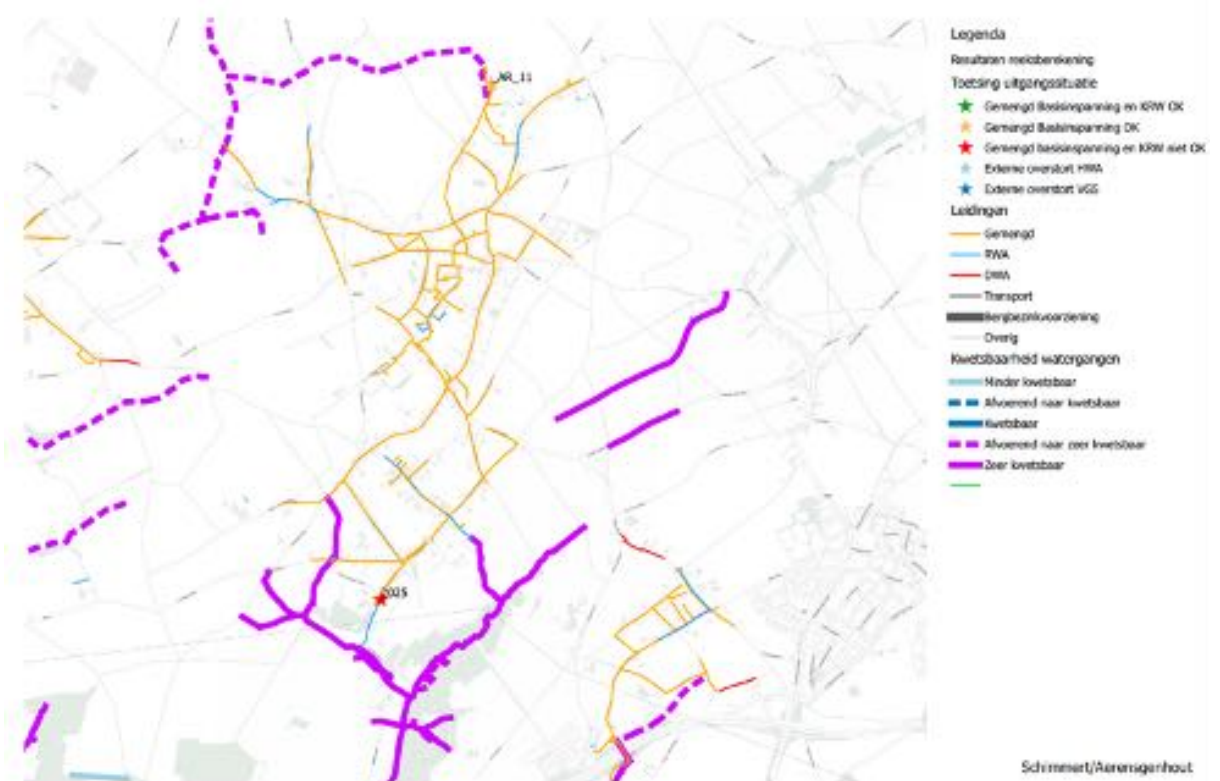 AR_11
2025
Legenda
Resultaten reeksberekening
Toetsing uitgangssituatie
Gemengd Basisinspanning en KRW OK
Gemengd Basisinspanning OK
Gemengd basisinspanning en KRW niet OK
Externe overstort HWA
Externe overstort VGS
Leidingen
Gemengd
RWA
DWA
Transport
Bergbezinkvoorziening
Overig
Kwetsbaarheid watergangen
Minder kwetsbaar
Afvoerend naar kwetsbaar
Kwetsbaar
Afvoerend naar zeer kwetsbaar
Zeer kwetsbaar
Schimmert/Aerensgenhout